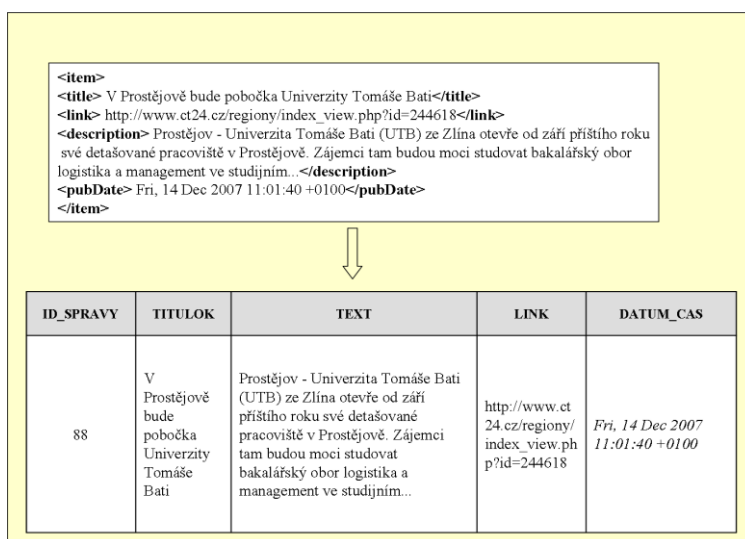 <item>
<title> V Prostějově bude pobočka Univerzity Tomáše Bati</title>
<link> http://www.ct24.cz/regiony/index_view.php?id=244618</link>
<description> Prostějov - Univerzita Tomáše Bati (UTB) ze Zlína otevře od září příštího roku
své detašované pracoviště v Prostějově. Zájemci tam budou moci studovat bakalářský obor
logistika a management ve studijním...</description>
<pubDate> Fri, 14 Dec 2007 11:01:40 +0100</pubDate>
</item>
ID_SPRAVY
TITULOK
TEXT
LINK
DATUM_CAS
88
V
Prostějově
bude
pobočka
Univerzity
Tomáše
Bati
Prostějov - Univerzita Tomáše Bati
(UTB) ze Zlína otevře od září
příštího roku své detašované
pracoviště v Prostějově. Zájemci
tam budou moci studovat
bakalářský obor logistika a
management ve studijním...
http://www.ct
24.cz/regiony/
index_view.ph
p?id=244618
Fri, 14 Dec 2007
11:01:40 +0100